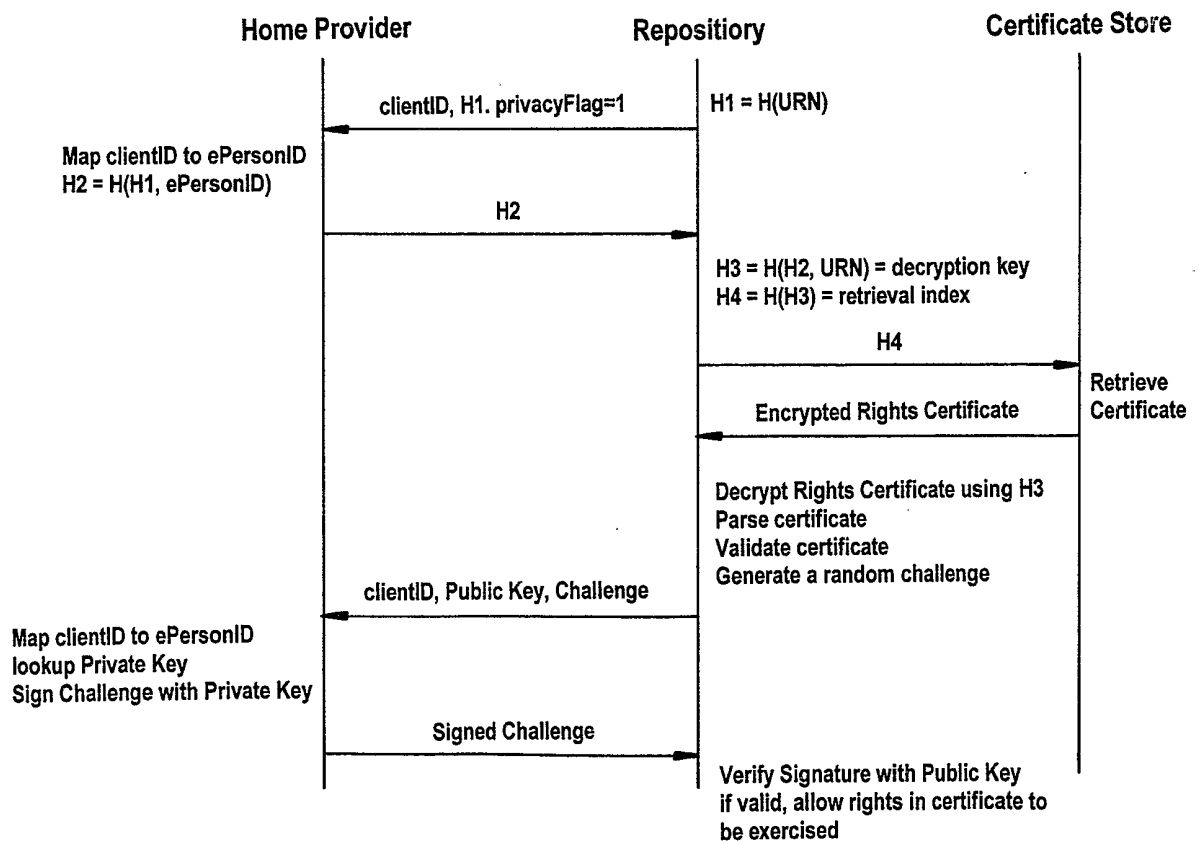 Home Provider
Repositiory
Certificate Store
clientID, H1. privacyFlag=1
H1 = H(URN)
Map clientID to ePersonID
H2 = H(H1, ePersonID)
H2
H3 = H(H2, URN) = decryption key
H4 = H(H3) = retrieval index
H4
Retrieve
Certificate
Encrypted Rights Certificate
Decrypt Rights Certificate using H3
Parse certificate
Validate certificate
Generate a random challenge
clientID, Public Key, Challenge
Map clientID to ePersonID
lookup Private Key
Sign Challenge with Private Key
Signed Challenge
Verify Signature with Public Key
if valid, allow rights in certificate to
be exercised